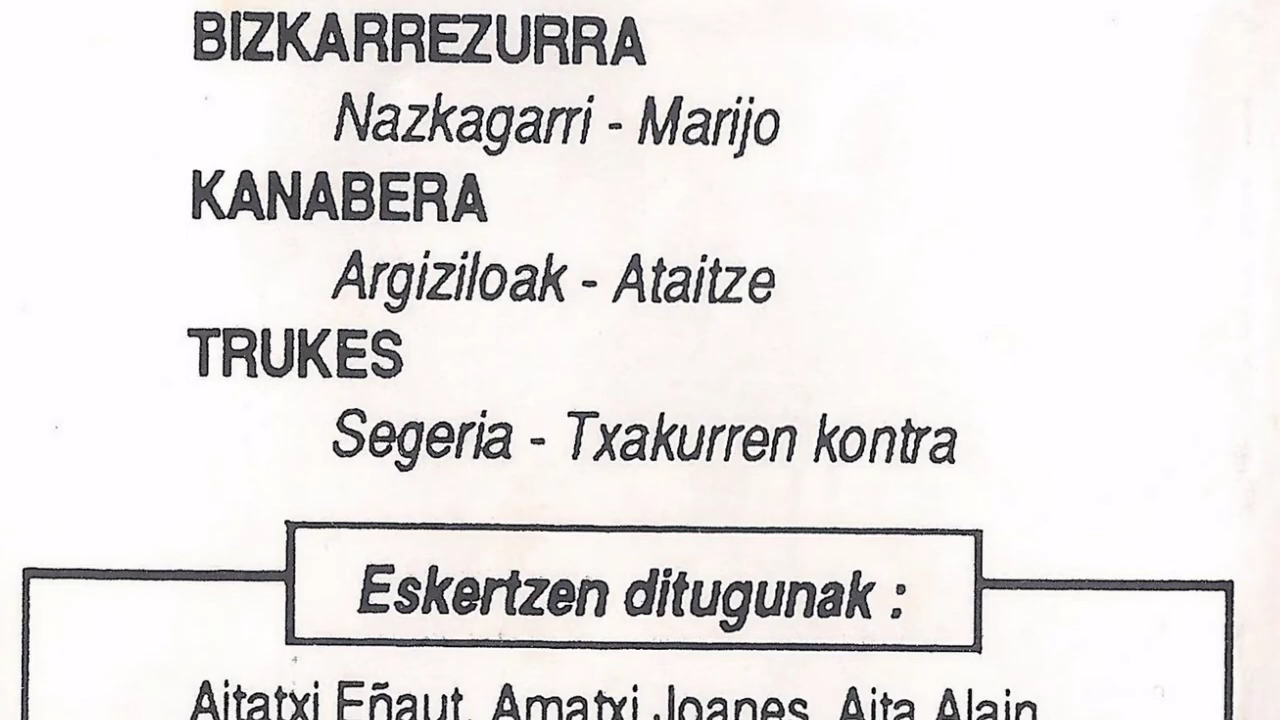 BIZKARREZURRA
Nazkagarri - Marijo
KANABERA
Argiziloak - Ataitze
TRUKES
Segeria - Txakurren kontra
Eskertzen ditugunak :
Aitatxi Eñaut, Amatxi Joanes, Aita Alain